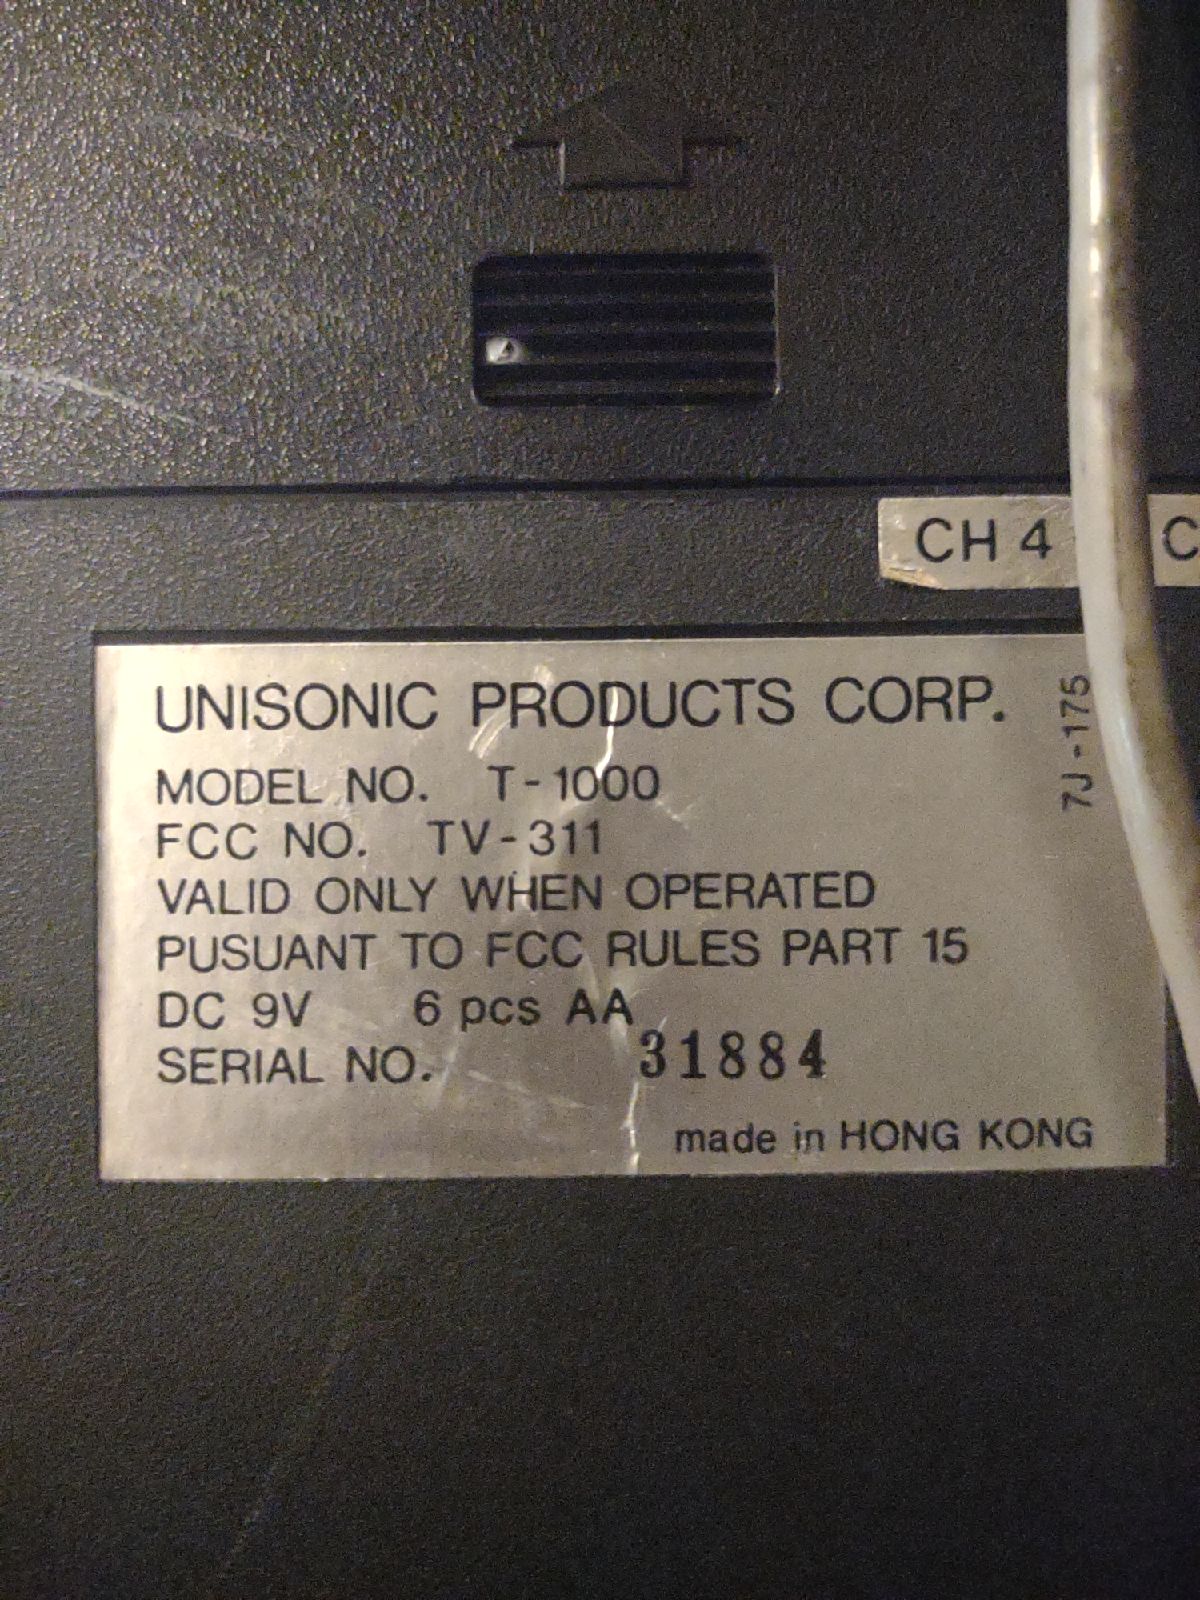 CH 4
C
UNISONIC PRODUCTS CORP.
7J-175
MODEL NO. T-1000
FCC NO. TV-311
VALID ONLY WHEN OPERATED
PUSUANT TO FCC RULES PART 15
DC 9V 6 pcs AA
SERIAL NO. 31884
made in HONG KONG